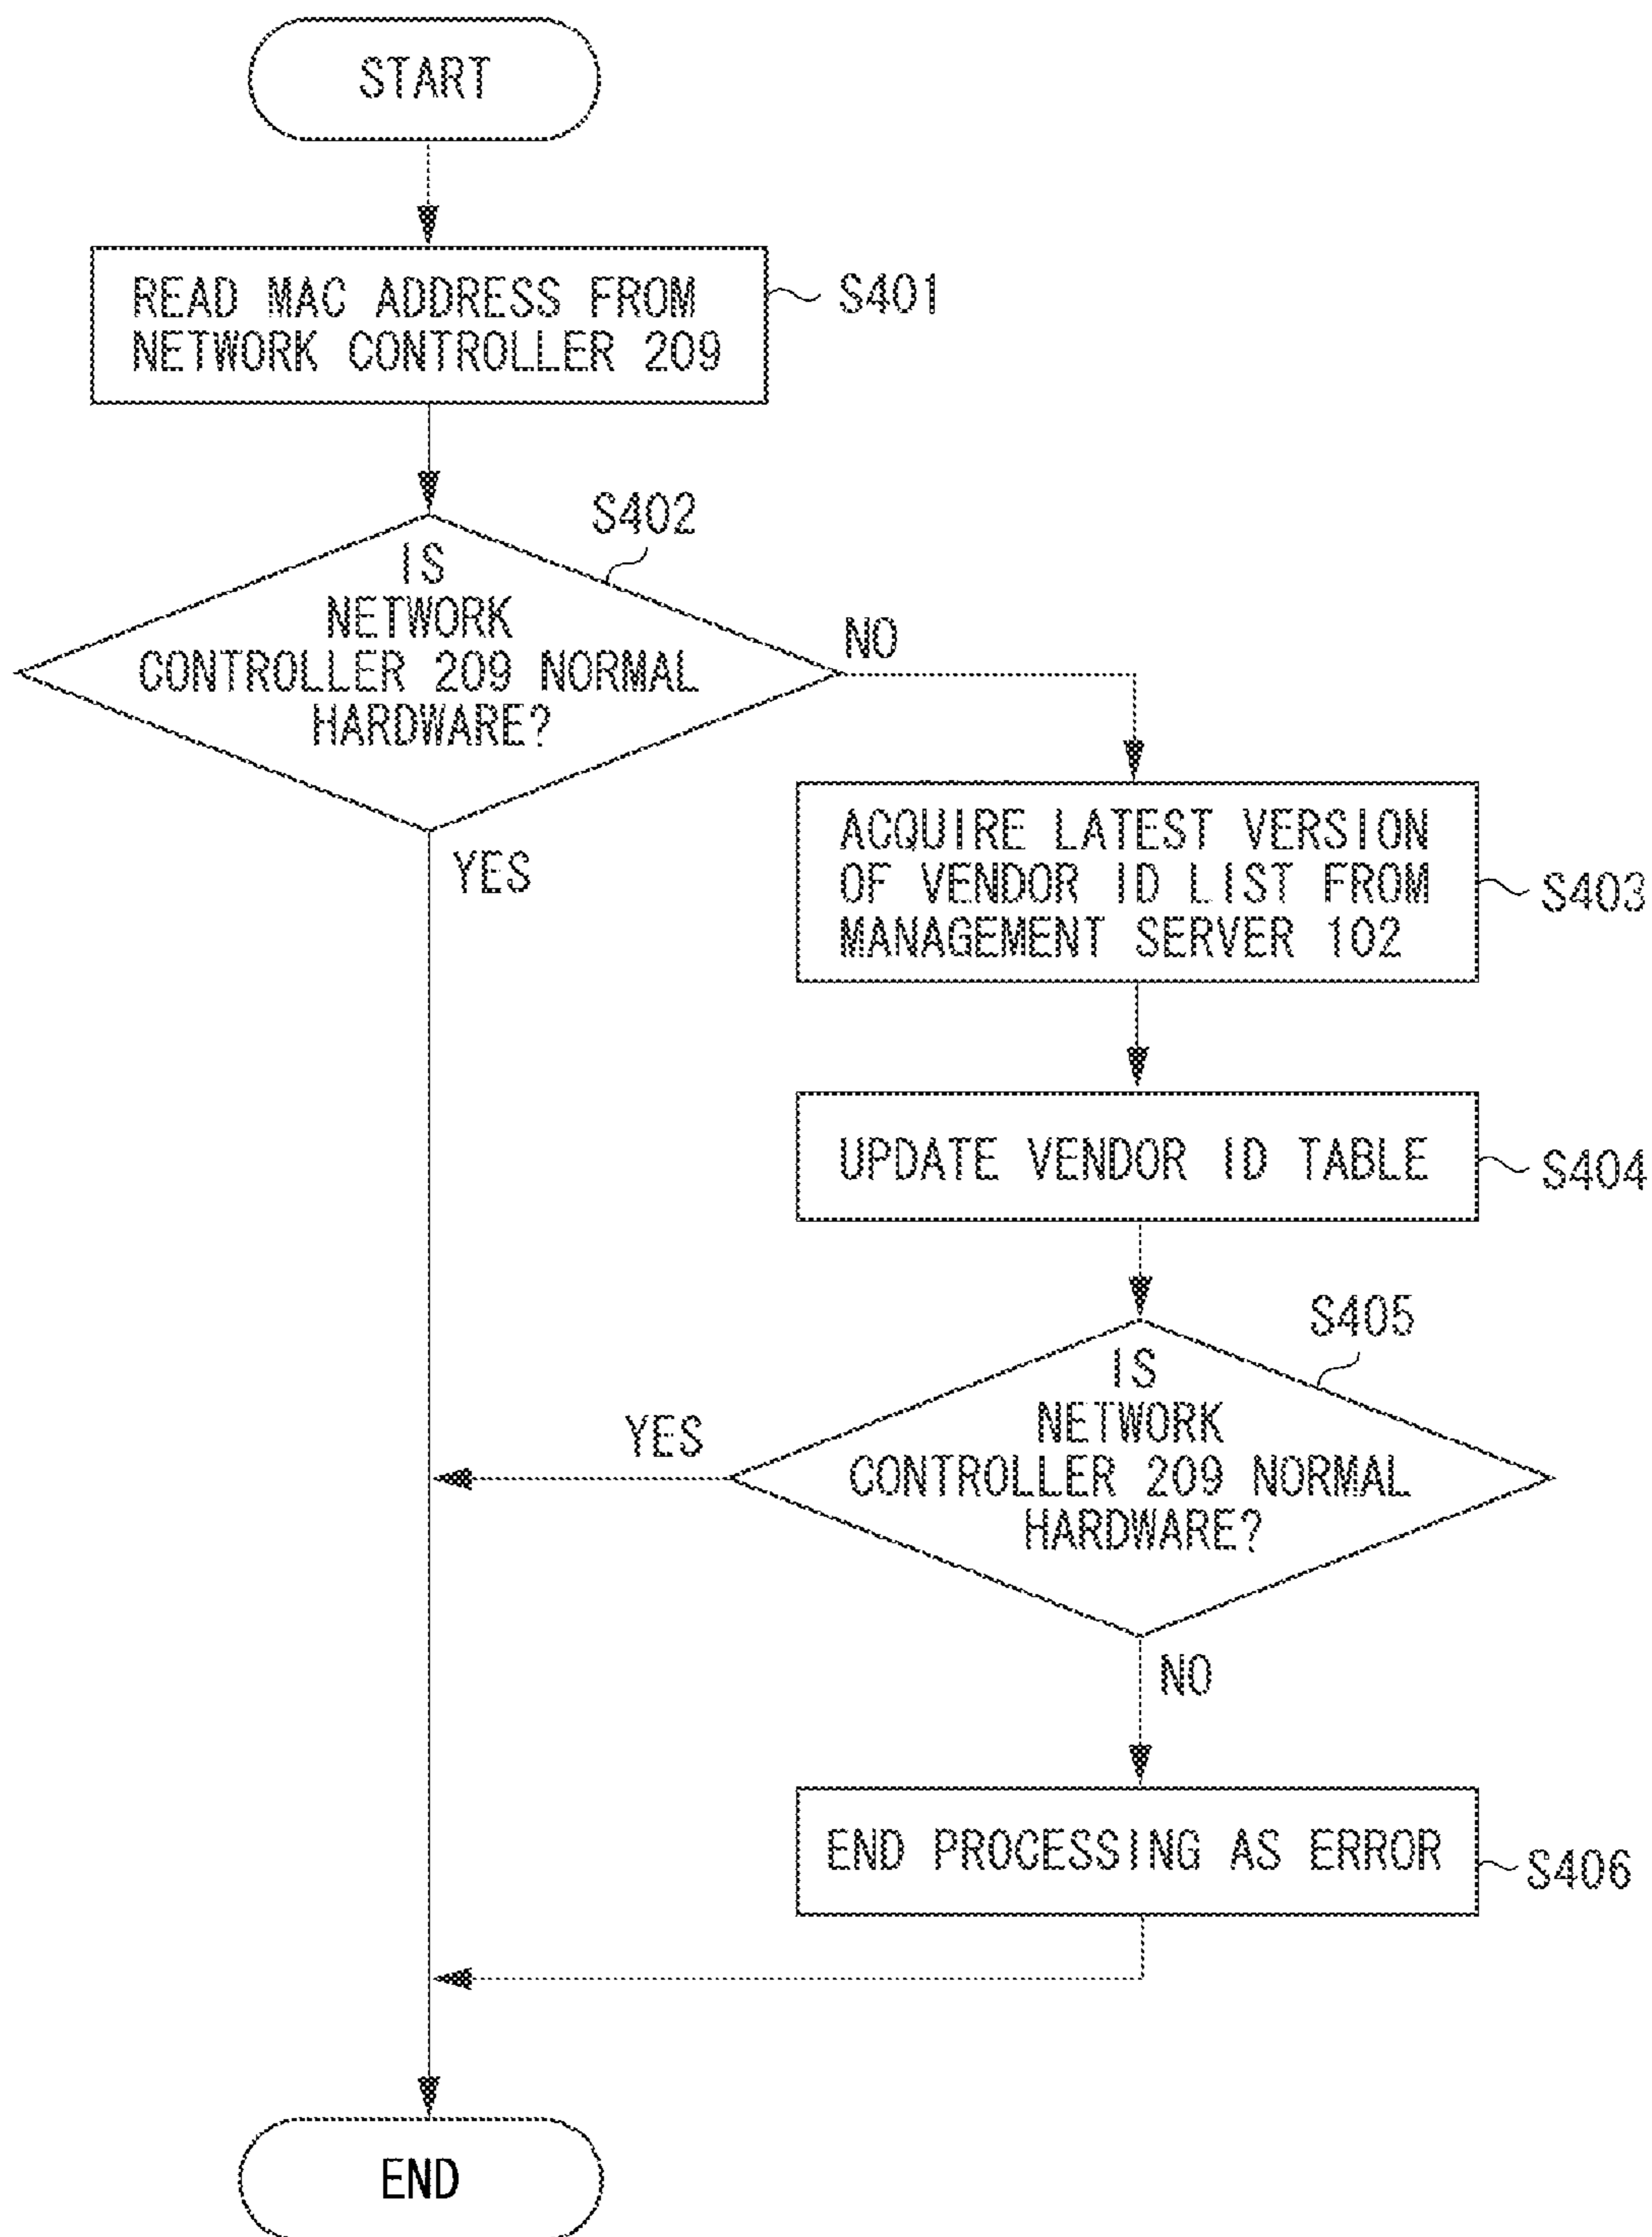 START
READ MAC ADDRESS FROM
NETWORK CONTROLLER 209
S401
S402
IS
NETWORK
CONTROLLER 209 NORMAL
HARDWARE?
NO
YES
ACQUIRE LATEST VERSION
OF VENDOR ID LIST FROM
MANAGEMENT SERVER 102
S403
UPDATE VENDOR ID TABLE
S404
S405
IS
NETWORK
CONTROLLER 209 NORMAL
HARDWARE?
YES
NO
END PROCESSING AS ERROR
S406
END